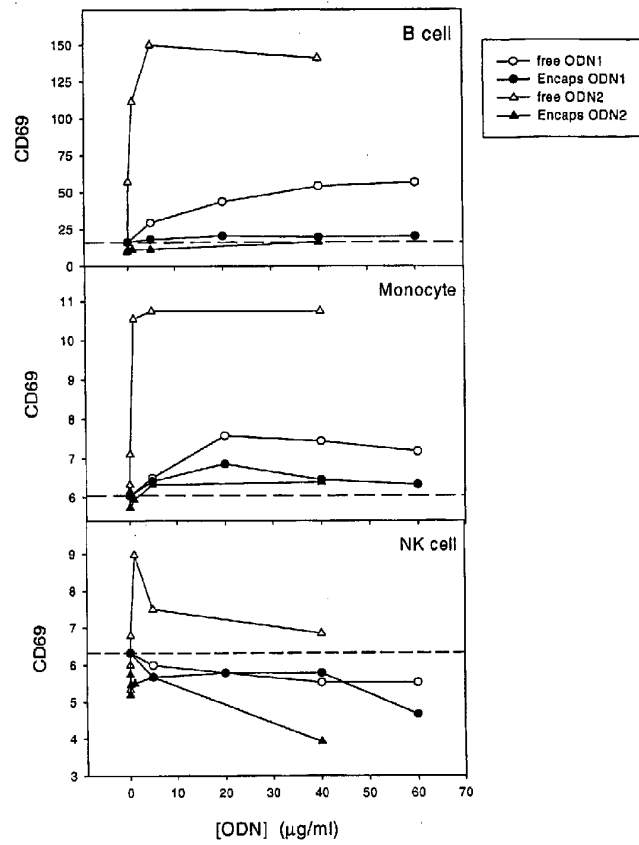 B cell
150
125
100
75
50
25
0
CD69
free ODN1
Encaps ODN1
free ODN2
Encaps ODN2
Monocyte
11
10
9
8
7
6
CD69
NK cell
9
8
7
6
5
4
3
CD69
0 10 20 30 40 50 60 70
[ODN] (μg/ml)